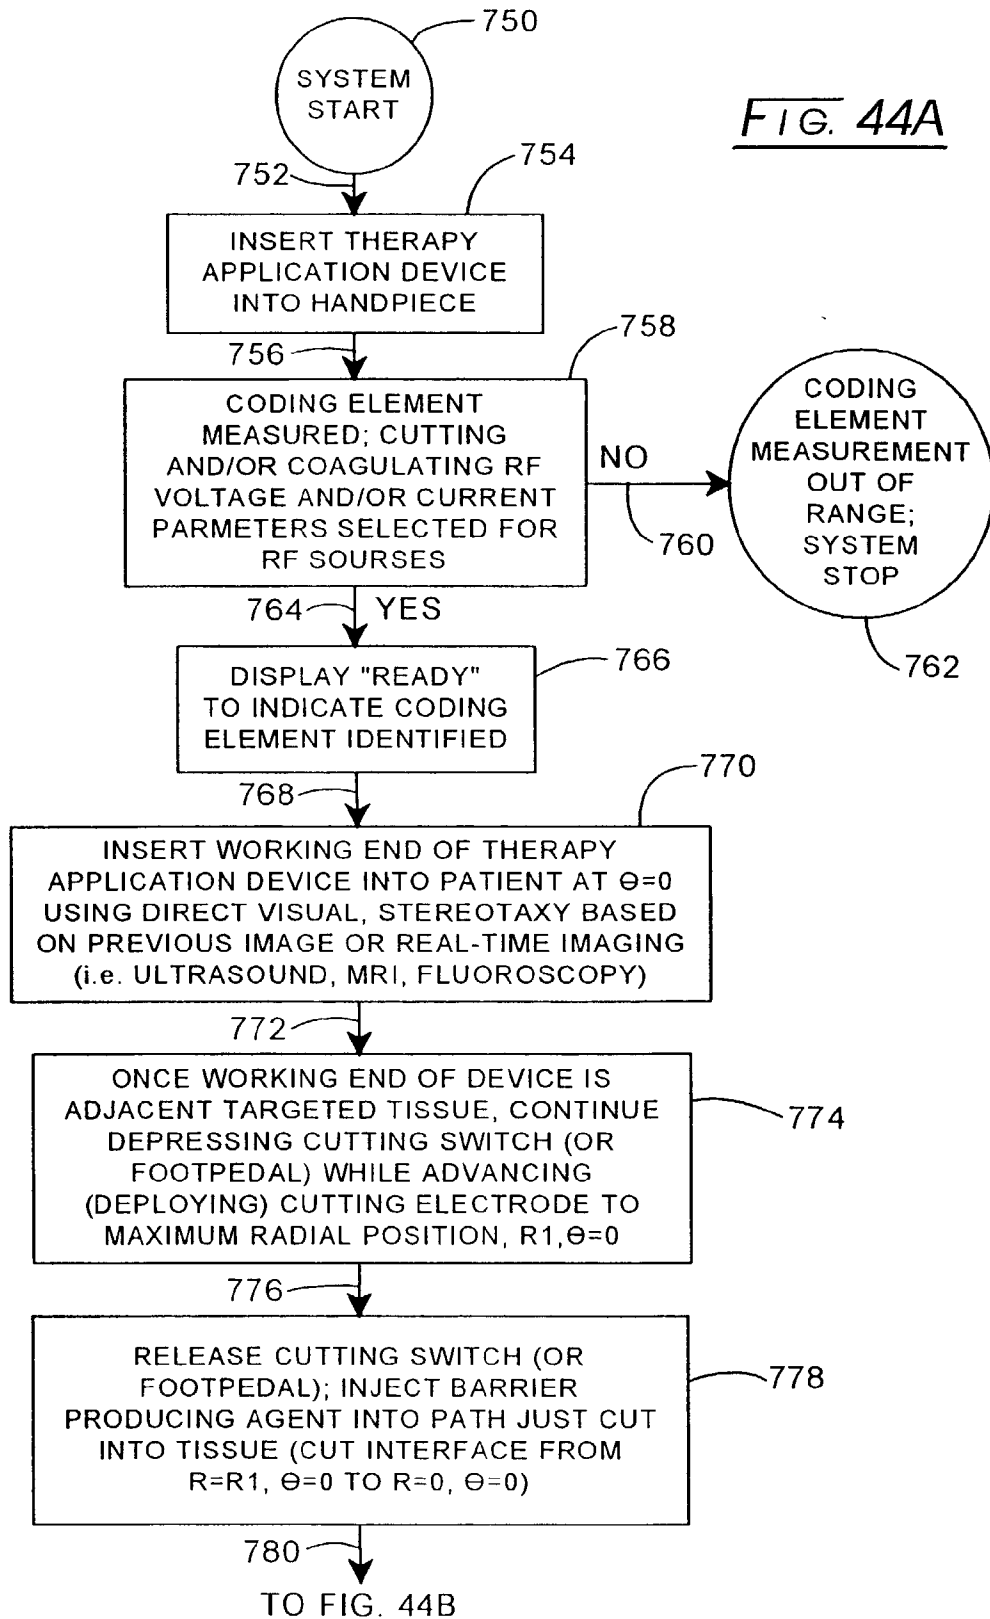 750
SYSTEM
START
FIG. 44A
752
754
INSERT THERAPY
APPLICATION DEVICE
INTO HANDPIECE
756
758
CODING ELEMENT
MEASURED; CUTTING
AND/OR COAGULATING RF
VOLTAGE AND/OR CURRENT
PARMETERS SELECTED FOR
RF SOURSES
NO
760
CODING
ELEMENT
MEASUREMENT
OUT OF
RANGE;
SYSTEM
STOP
762
764
YES
766
DISPLAY "READY"
TO INDICATE CODING
ELEMENT IDENTIFIED
768
770
INSERT WORKING END OF THERAPY
APPLICATION DEVICE INTO PATIENT AT Θ=0
USING DIRECT VISUAL, STEREOTAXY BASED
ON PREVIOUS IMAGE OR REAL-TIME IMAGING
(i.e. ULTRASOUND, MRI, FLUOROSCOPY)
772
774
ONCE WORKING END OF DEVICE IS
ADJACENT TARGETED TISSUE, CONTINUE
DEPRESSING CUTTING SWITCH (OR
FOOTPEDAL) WHILE ADVANCING
(DEPLOYING) CUTTING ELECTRODE TO
MAXIMUM RADIAL POSITION, R1,Θ=0
776
778
RELEASE CUTTING SWITCH (OR
FOOTPEDAL); INJECT BARRIER
PRODUCING AGENT INTO PATH JUST CUT
INTO TISSUE (CUT INTERFACE FROM
R=R1, Θ=0 TO R=0, Θ=0)
780
TO FIG. 44B